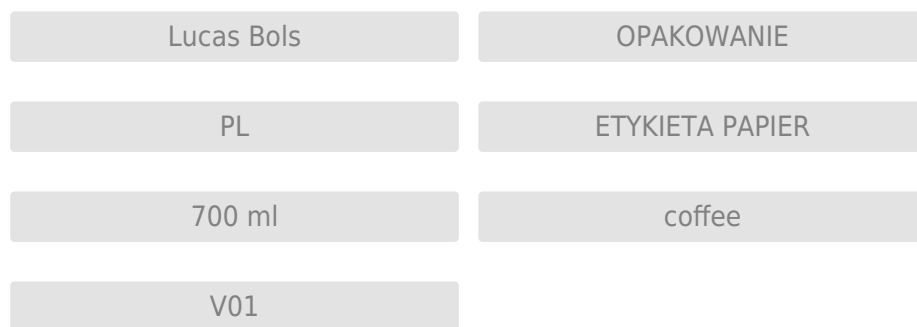 Lucas Bols
OPAKOWANIE
PL
ETYKIETA PAPIER
700 ml
coffee
V01